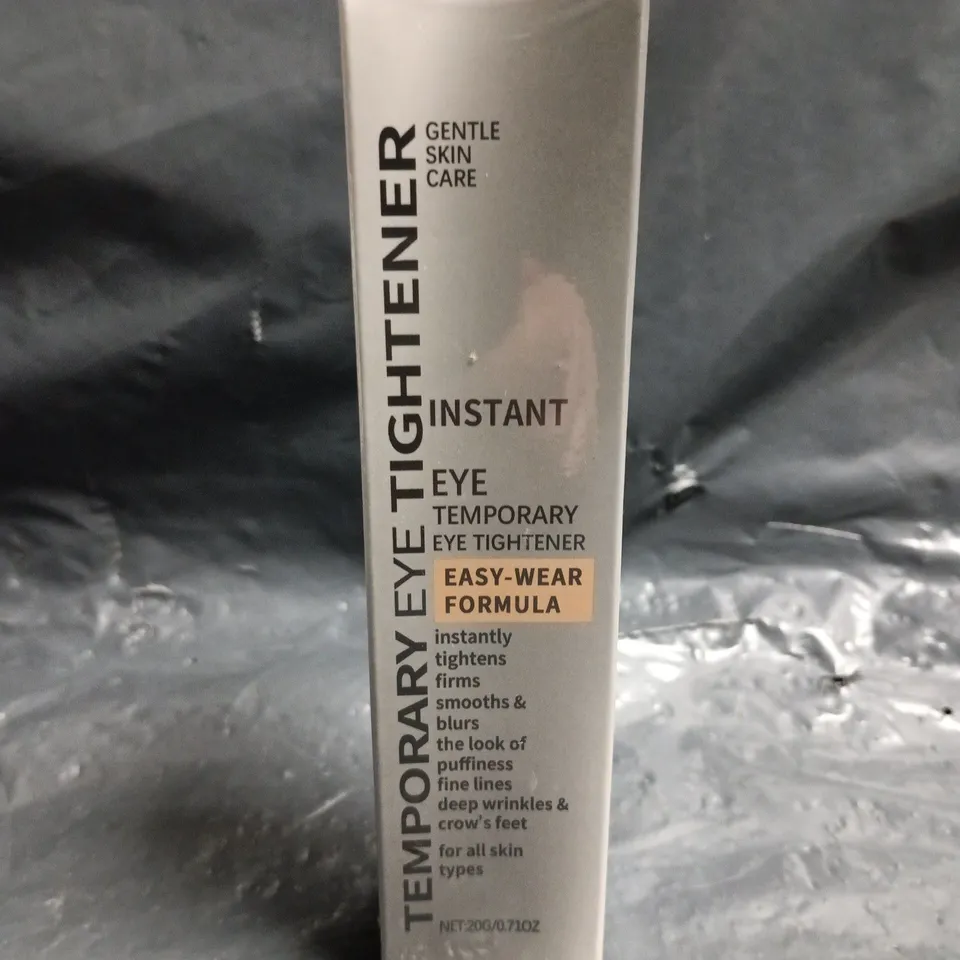 TEMPORARY EYE TIGHTENER
GENTLE
SKIN
CARE
INSTANT
EYE
TEMPORARY
EYE TIGHTENER
EASY-WEAR
FORMULA
instantly
tightens
firms
smooths &
blurs
the look of
puffiness
fine lines
deep wrinkles &
crow's feet
for all skin
types
NET:20G/0.71OZ